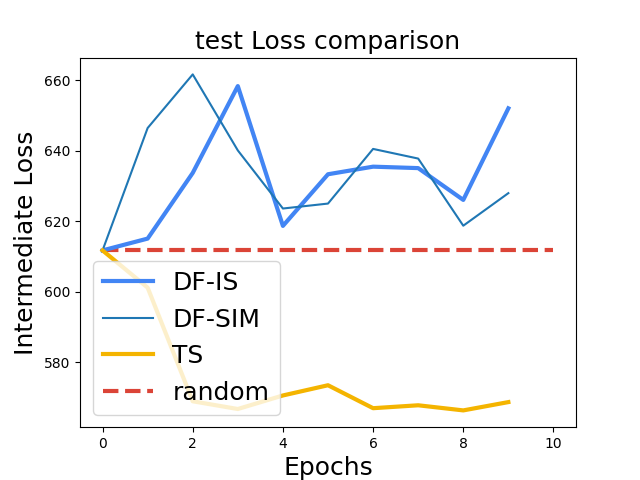 test Loss comparison
Intermediate Loss
660
640
620
600
580
DF-IS
DF-SIM
TS
random
0
2
4
6
8
10
Epochs